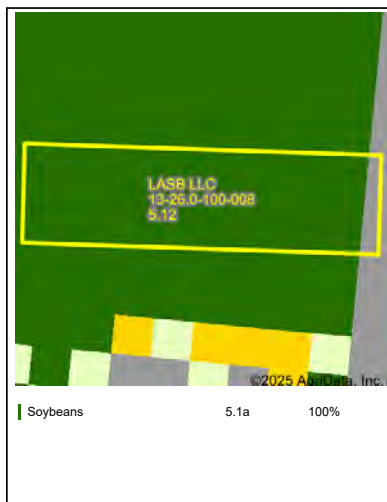 LASB LLC
13-26.0-100-008
5.12
©2025 AgriData, Inc.
Soybeans 5.1a 100%